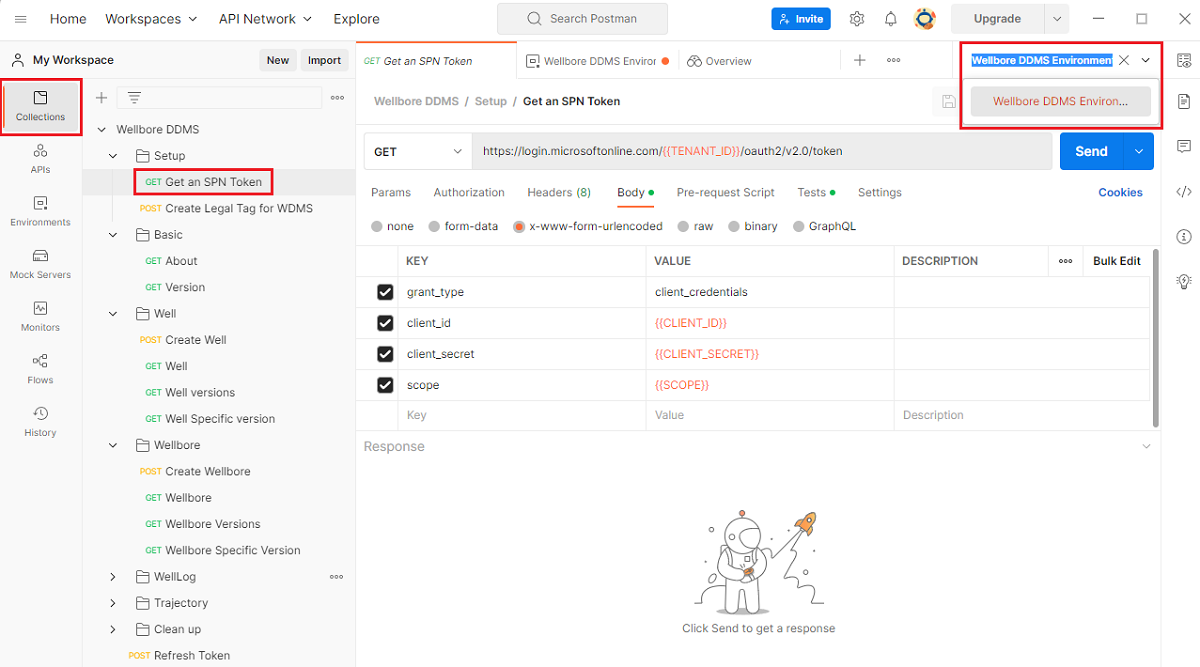 Home Workspaces API Network Explore Search Postman Invite Upgrade
My Workspace New Import
GET Get an SPN Token Wellbore DDMS Environ Overview Wellbore DDMS Environment
Wellbore DDMS Environ...
Collections
APIs
Environments
Mock Servers
Monitors
Flows
History
Wellbore DDMS
Setup
GET Get an SPN Token
POST Create Legal Tag for WDMS
Basic
GET About
GET Version
Well
POST Create Well
GET Well
GET Well versions
GET Well Specific version
Wellbore
POST Create Wellbore
GET Wellbore
GET Wellbore Versions
GET Wellbore Specific Version
WellLog
Trajectory
Clean up
POST Refresh Token
Wellbore DDMS / Setup / Get an SPN Token
GET https://login.microsoftonline.com/{{TENANT_ID}}/oauth2/v2.0/token Send
Params Authorization Headers (8) Body Pre-request Script Tests Settings Cookies
none form-data x-www-form-urlencoded raw binary GraphQL
KEY VALUE DESCRIPTION Bulk Edit
grant_type client_credentials
client_id {{CLIENT_ID}}
client_secret {{CLIENT_SECRET}}
scope {{SCOPE}}
Key Value Description
Response
Click Send to get a response